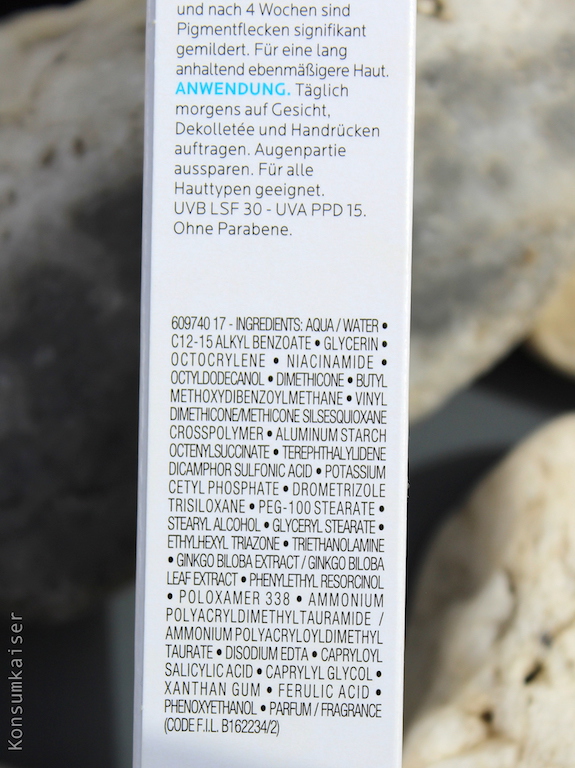 und nach 4 Wochen sind
Pigmentflecken signifikant
gemildert. Für eine lang
anhaltend ebenmäßigere Haut.
ANWENDUNG. Täglich
morgens auf Gesicht,
Dekolletée und Handrücken
auftragen. Augenpartie
aussparen. Für alle
Hauttypen geeignet.
UVB LSF 30 - UVA PPD 15.
Ohne Parabene.
609740 17 - INGREDIENTS: AQUA / WATER •
C12-15 ALKYL BENZOATE • GLYCERIN •
OCTOCRYLENE • NIACINAMIDE •
OCTYLDODECANOL • DIMETHICONE • BUTYL
METHOXYDIBENZOYLMETHANE • VINYL
DIMETHICONE/METHICONE SILSESQUIOXANE
CROSSPOLYMER • ALUMINUM STARCH
OCTENYLSUCCINATE • TEREPHTHALYLIDENE
DICAMPHOR SULFONIC ACID • POTASSIUM
CETYL PHOSPHATE • DROMETRIZOLE
TRISILOXANE • PEG-100 STEARATE •
STEARYL ALCOHOL • GLYCERYL STEARATE •
ETHYLHEXYL TRIAZONE • TRIETHANOLAMINE
• GINKGO BILOBA EXTRACT / GINKGO BILOBA
LEAF EXTRACT • PHENYLETHYL RESORCINOL
• POLOXAMER 338 • AMMONIUM
POLYACRYLDIMETHYLTAURAMIDE /
AMMONIUM POLYACRYLOYLDIMETHYL
TAURATE • DISODIUM EDTA • CAPRYLOYL
SALICYLIC ACID • CAPRYLYL GLYCOL •
XANTHAN GUM • FERULIC ACID •
PHENOXYETHANOL • PARFUM / FRAGRANCE
(CODE F.I.L. B162234/2)
Konsumkaiser